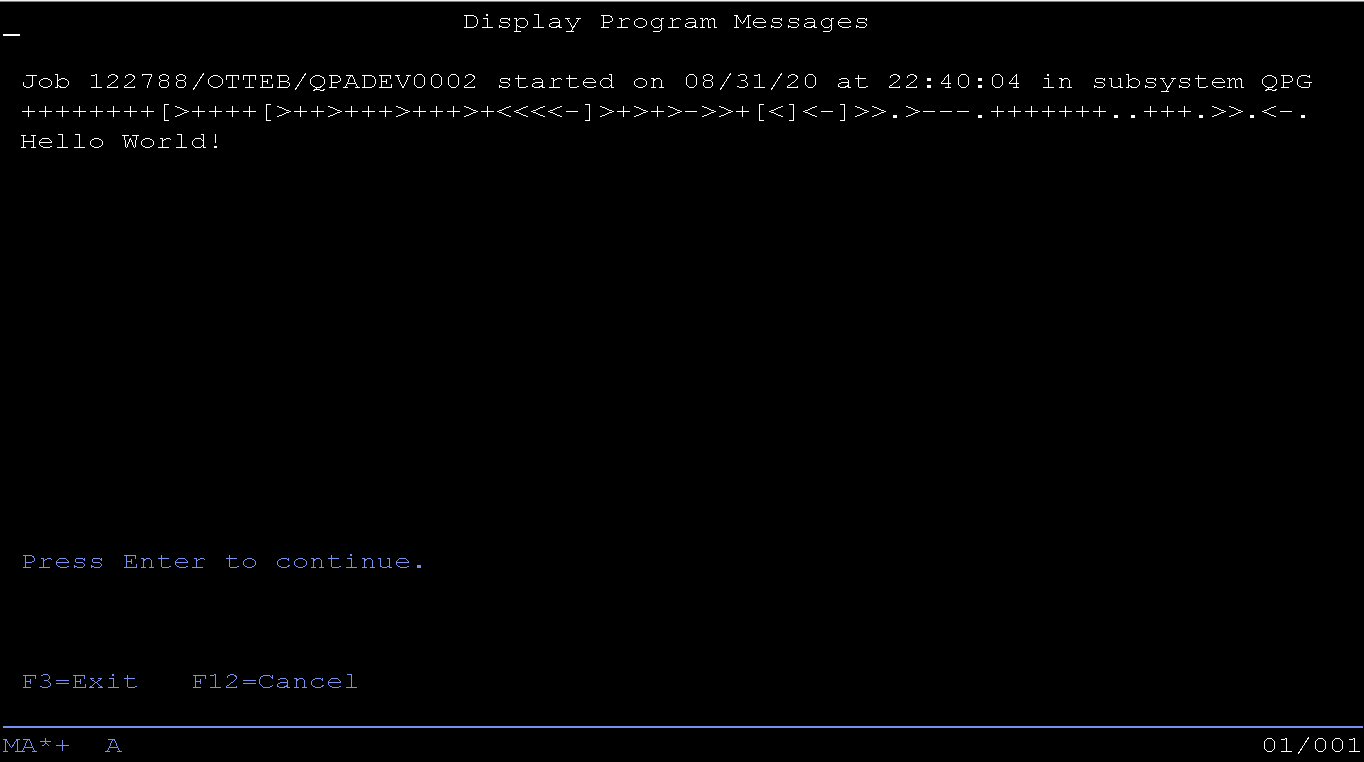 Display Program Messages
Job 122788/OTTEB/QPADEV0002 started on 08/31/20 at 22:40:04 in subsystem QPG
++++++++[>++++[>++>+++>+++>+<<<<-]>+>+>->>+[<]<-]>>.>---.+++++++..+++.>>.<-.
Hello World!
Press Enter to continue.
F3=Exit F12=Cancel
MA*+ A 01/001